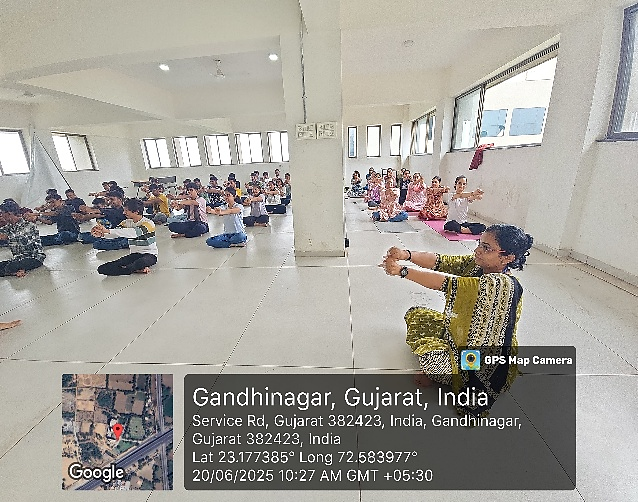 GPS Map Camera
Gandhinagar, Gujarat, India
Service Rd, Gujarat 382423, India, Gandhinagar,
Gujarat 382423, India
Lat 23.177385° Long 72.583977°
20/06/2025 10:27 AM GMT +05:30
Google